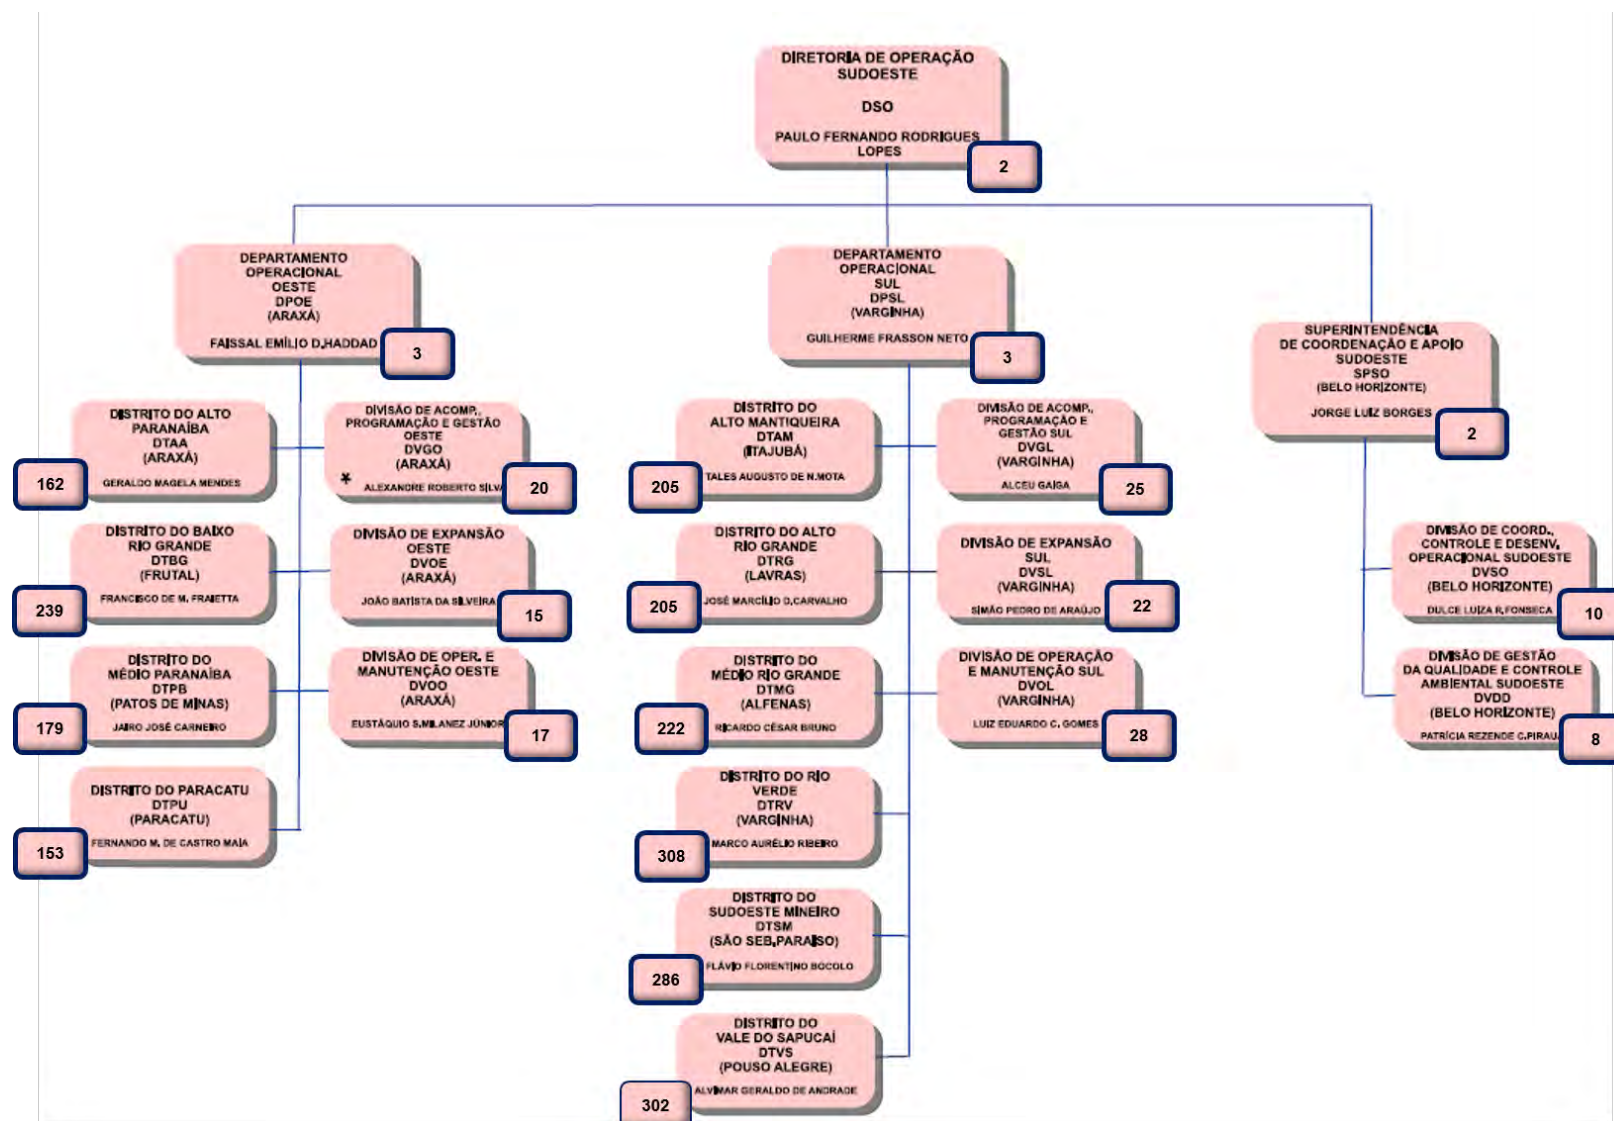 DIRETORIA DE OPERAÇÃO
SUDOESTE
DSO
PAULO FERNANDO RODRIGUES
LOPES
2
DEPARTAMENTO
OPERACIONAL
OESTE
DPOE
(ARAXÁ)
FAISSAL EMÍLIO D.HADDAD
3
DISTRITO DO ALTO
PARANAÍBA
DTAA
(ARAXÁ)
GERALDO MAGELA MENDES
162
DIVISÃO DE ACOMP.,
PROGRAMAÇÃO E GESTÃO
OESTE
DVGO
(ARAXÁ)
* ALEXANDRE ROBERTO SILVA
20
DISTRITO DO BAIXO
RIO GRANDE
DTBG
(FRUTAL)
FRANCISCO DE M. FRAIETTA
239
DIVISÃO DE EXPANSÃO
OESTE
DVOE
(ARAXÁ)
JOÃO BATISTA DA SILVEIRA
15
DISTRITO DO
MÉDIO PARANAÍBA
DTPB
(PATOS DE MINAS)
JAIRO JOSÉ CARNEIRO
179
DIVISÃO DE OPER. E
MANUTENÇÃO OESTE
DVOO
(ARAXÁ)
EUSTÁQUIO S.MILANEZ JÚNIOR
17
DISTRITO DO PARACATU
DTPU
(PARACATU)
FERNANDO M. DE CASTRO MAIA
153
DEPARTAMENTO
OPERACIONAL
SUL
DPSL
(VARGINHA)
GUILHERME FRASSON NETO
3
DISTRITO DO
ALTO MANTIQUEIRA
DTAM
(ITAJUBÁ)
TALES AUGUSTO DE N.MOTA
205
DIVISÃO DE ACOMP.,
PROGRAMAÇÃO E
GESTÃO SUL
DVGL
(VARGINHA)
ALCEU GAIGA
25
DISTRITO DO ALTO
RIO GRANDE
DTRG
(LAVRAS)
JOSÉ MARCÍLIO D.CARVALHO
205
DIVISÃO DE EXPANSÃO
SUL
DVSL
(VARGINHA)
SIMÃO PEDRO DE ARAÚJO
22
DISTRITO DO
MÉDIO RIO GRANDE
DTMG
(ALFENAS)
RICARDO CÉSAR BRUNO
222
DIVISÃO DE OPERAÇÃO
E MANUTENÇÃO SUL
DVOL
(VARGINHA)
LUIZ EDUARDO C. GOMES
28
DISTRITO DO RIO
VERDE
DTRV
(VARGINHA)
MARCO AURÉLIO RIBEIRO
308
DISTRITO DO
SUDOESTE MINEIRO
DTSM
(SÃO SEB.PARAÍSO)
FLÁVIO FLORENTINO BOCOLO
286
DISTRITO DO
VALE DO SAPUCAÍ
DTVS
(POUSO ALEGRE)
ALVIMAR GERALDO DE ANDRADE
302
SUPERINTENDÊNCIA
DE COORDENAÇÃO E APOIO
SUDOESTE
SPSO
(BELO HORIZONTE)
JORGE LUIZ BORGES
2
DIVISÃO DE COORD.,
CONTROLE E DESENV.
OPERACIONAL SUDOESTE
DVSO
(BELO HORIZONTE)
DULCE LUIZA R.FONSECA
10
DIVISÃO DE GESTÃO
DA QUALIDADE E CONTROLE
AMBIENTAL SUDOESTE
DVDD
(BELO HORIZONTE)
PATRÍCIA REZENDE
8